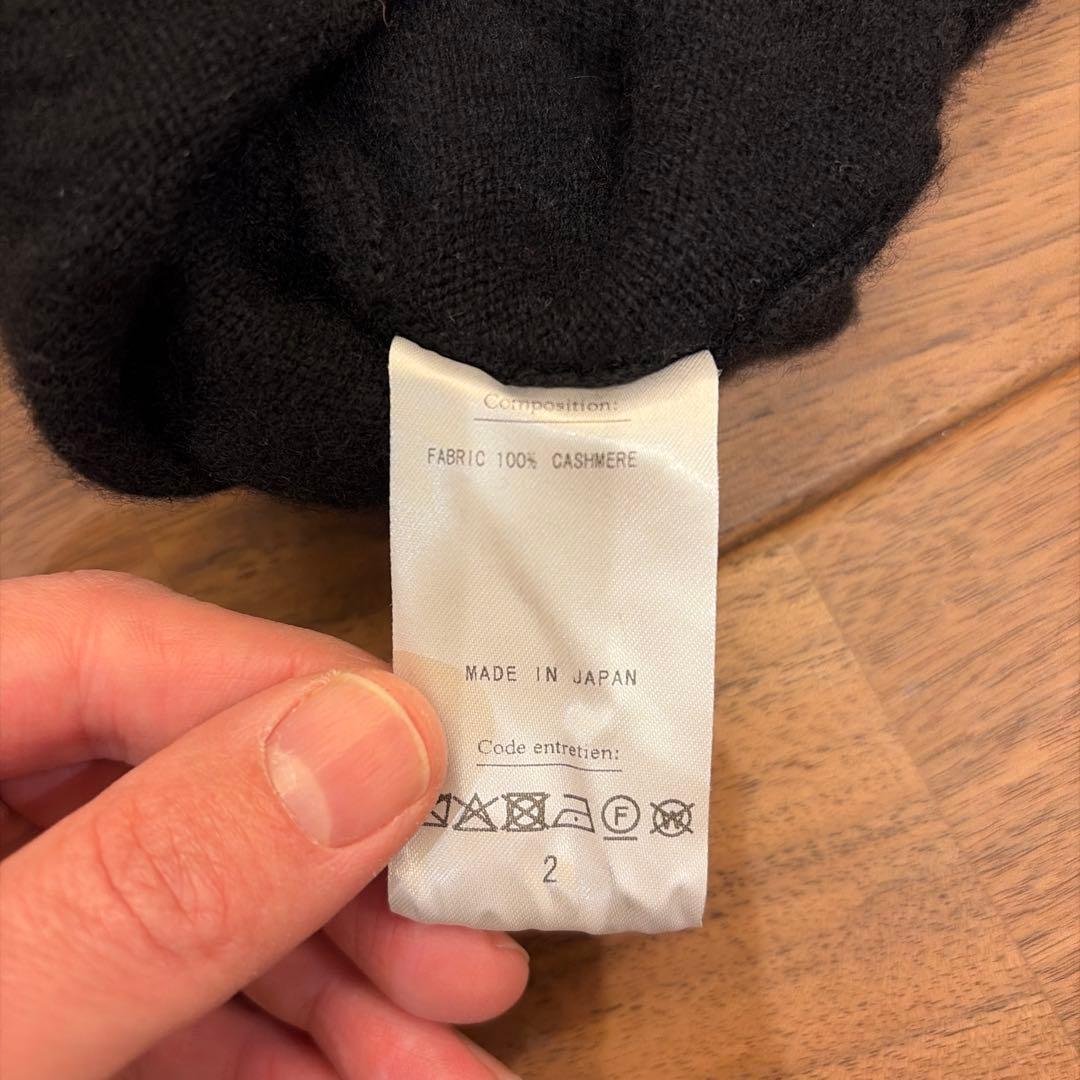 Composition:
FABRIC 100% CASHMERE
MADE IN JAPAN
Code entretien:
F W
2